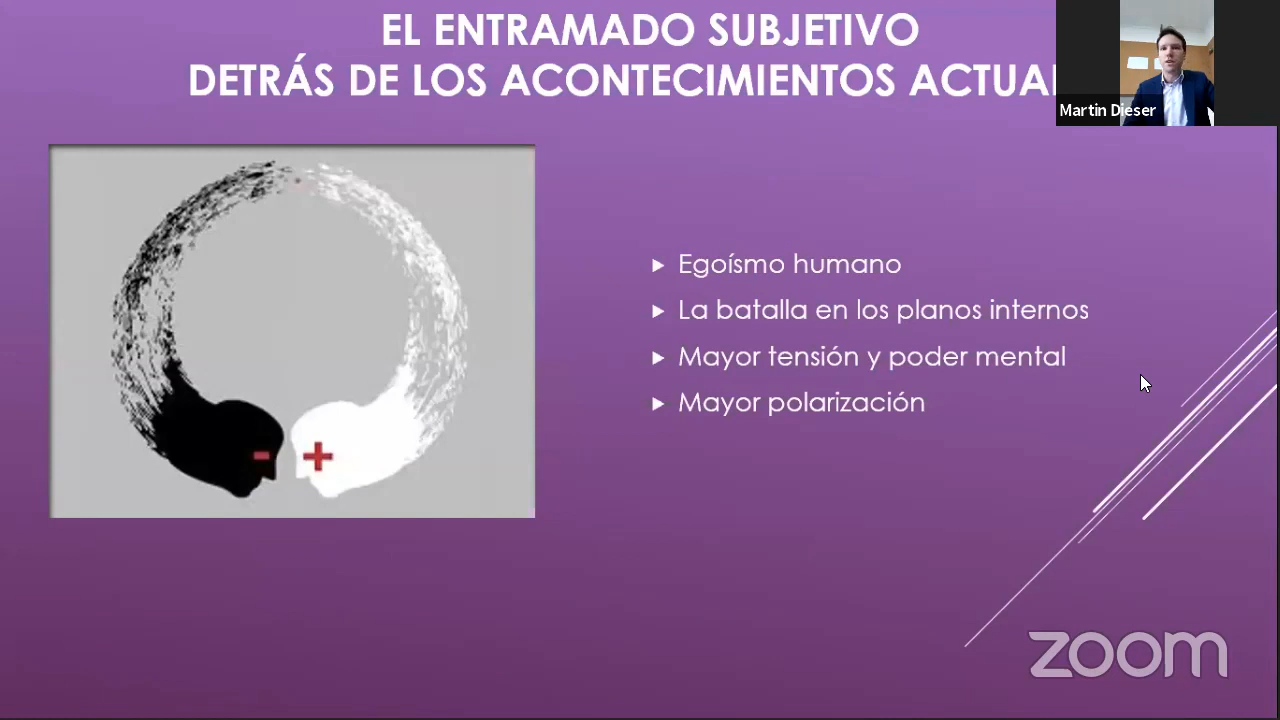 EL ENTRAMADO SUBJETIVO
DETRÁS DE LOS ACONTECIMIENTOS
Martin Dieser
Egoísmo humano
La batalla en los planos internos
Mayor tensión y poder mental
Mayor polarización
- +
zoom